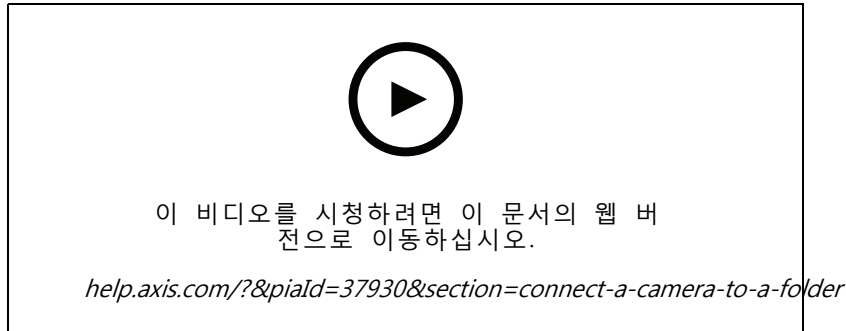 이 비디오를 시청하려면 이 문서의 웹 버
전으로 이동하십시오.
help.axis.com/?&piaId=37930&section=connect-a-camera-to-a-folder